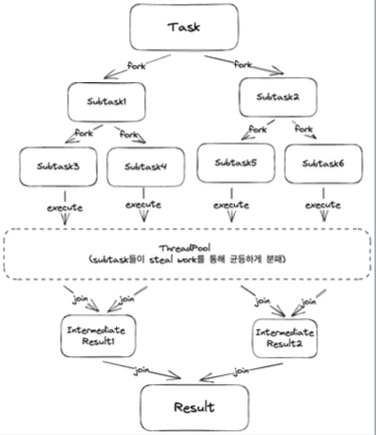 Task
fork fork
Subtask1 Subtask2
fork fork fork fork
Subtask3 Subtask4 Subtask5 Subtask6
execute execute execute execute
ThreadPool
(subtask들이 steal work를 통해 균등하게 분패)
join join join join
Intermediate Result1
Intermediate Result2
join join
Result